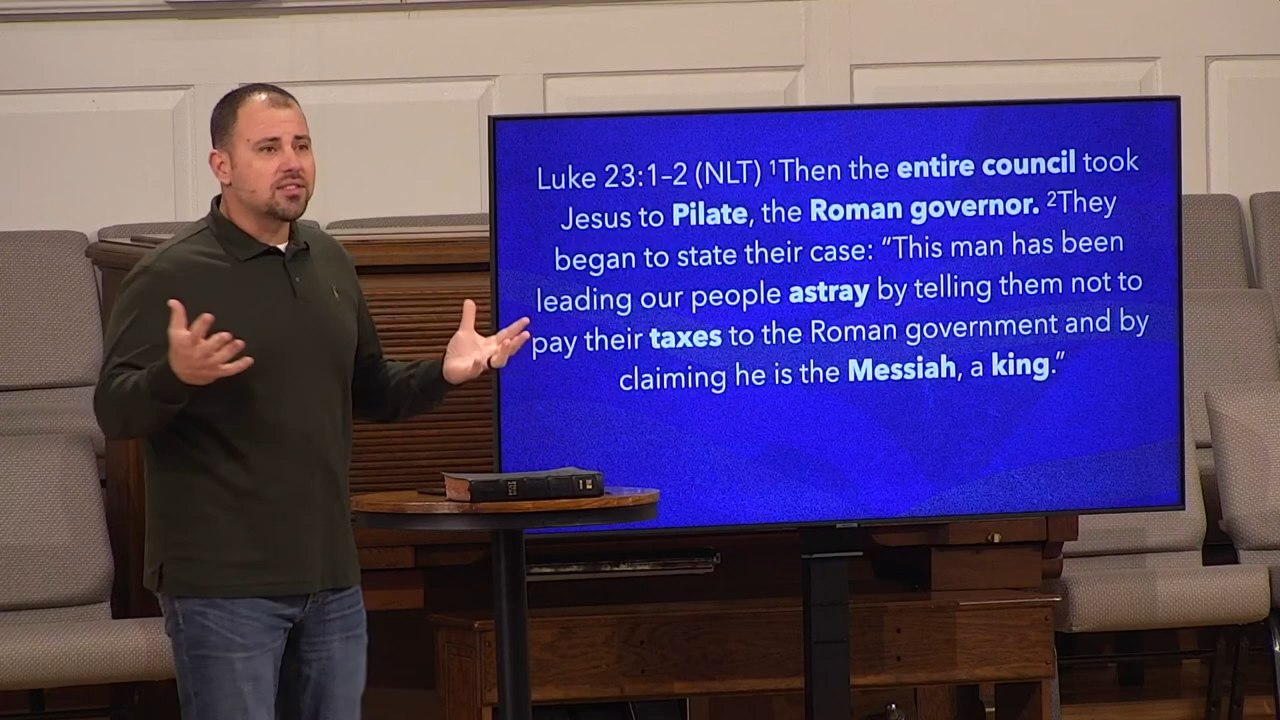 Luke 23:1–2 (NLT) ¹Then the entire council took
Jesus to Pilate, the Roman governor. ²They
began to state their case: “This man has been
leading our people astray by telling them not to
pay their taxes to the Roman government and by
claiming he is the Messiah, a king.”